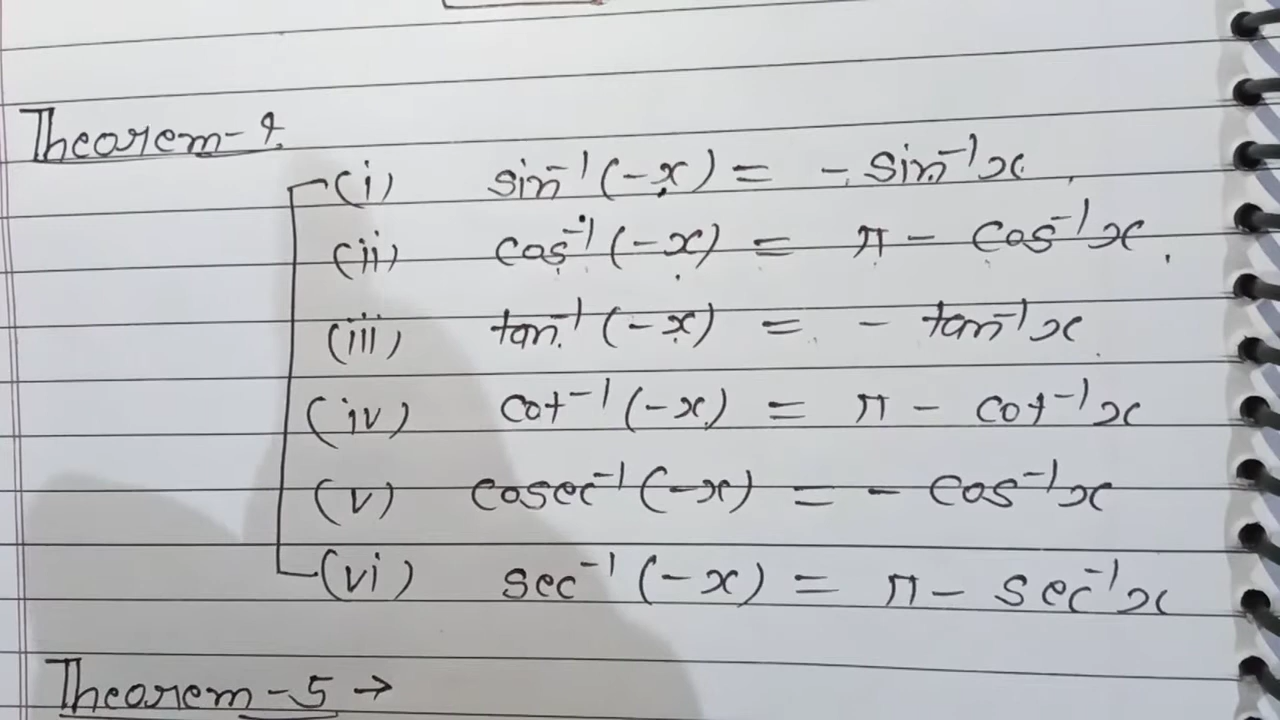 Theorem-4.
(i) sin⁻¹(-x) = - sin⁻¹x
(ii) cos⁻¹(-x) = π - cos⁻¹x.
(iii) tan⁻¹(-x) = - tan⁻¹x
(iv) cot⁻¹(-x) = π - cot⁻¹x
(v) cosec⁻¹(-x) = - cos⁻¹x
(vi) sec⁻¹(-x) = π - sec⁻¹x
Theorem-5 →